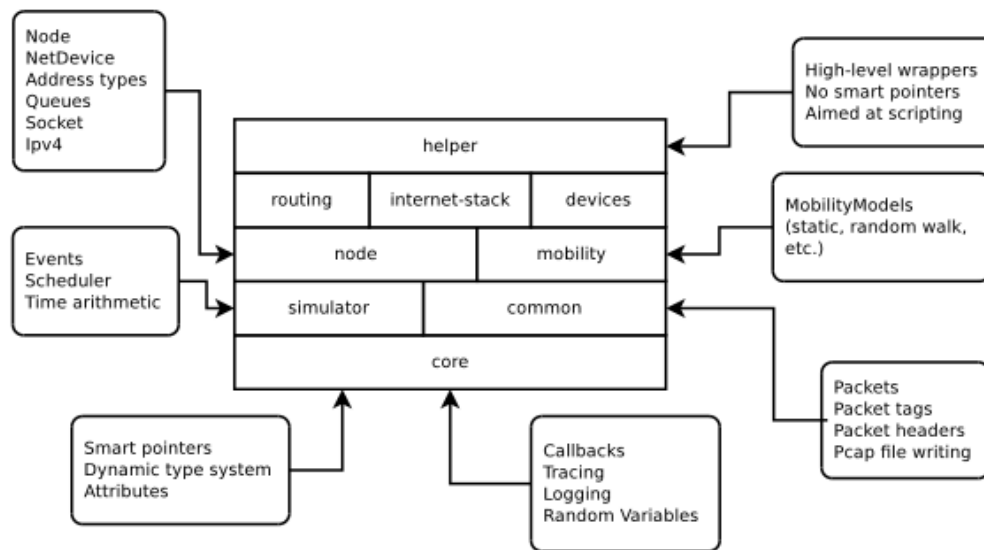 Node
NetDevice
Address types
Queues
Socket
Ipv4
High-level wrappers
No smart pointers
Aimed at scripting
helper
routing
internet-stack
devices
MobilityModels
(static, random walk,
etc.)
node
mobility
Events
Scheduler
Time arithmetic
simulator
common
core
Packets
Packet tags
Packet headers
Pcap file writing
Smart pointers
Dynamic type system
Attributes
Callbacks
Tracing
Logging
Random Variables